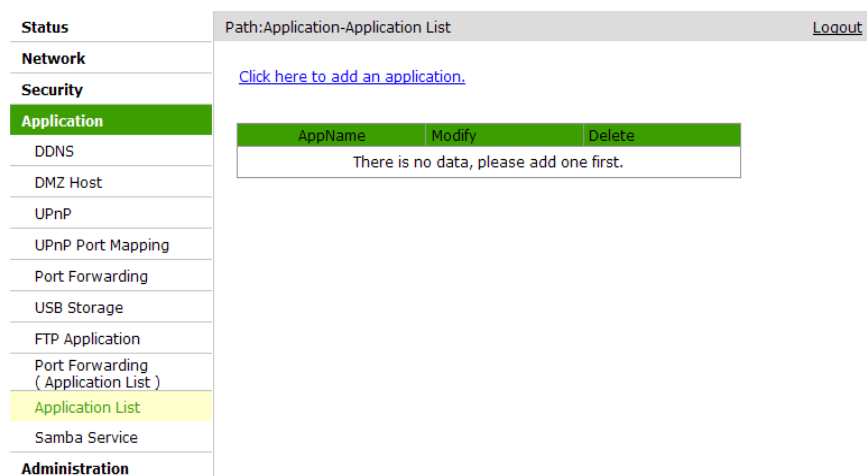 Status
Network
Security
Application
DDNS
DMZ Host
UPnP
UPnP Port Mapping
Port Forwarding
USB Storage
FTP Application
Port Forwarding
( Application List )
Application List
Samba Service
Administration
Path:Application-Application List
Logout
Click here to add an application.
AppName Modify Delete
There is no data, please add one first.